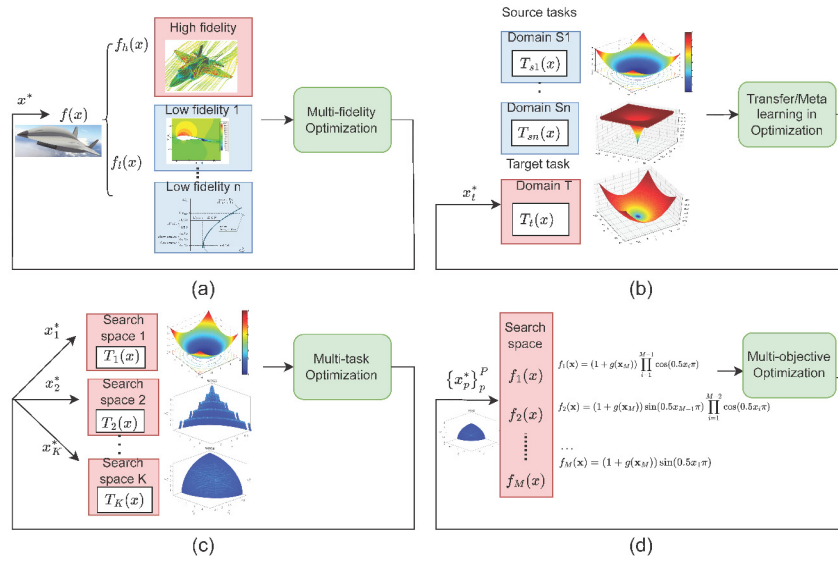 High fidelity
f_h(x)
x*
f(x)
Low fidelity 1
Multi-fidelity
Optimization
f_l(x)
Low fidelity n
(a)
Source tasks
Domain S1
T_{s1}(x)
Domain Sn
T_{sn}(x)
Transfer/Meta
learning in
Optimization
Target task
Domain T
x_t^*
T_t(x)
(b)
Search
space 1
x_1^*
T_1(x)
Multi-task
Optimization
x_2^*
Search
space 2
T_2(x)
x_K^*
Search
space K
T_K(x)
(c)
Search
space
{x_p^*}_p^P
f_1(x)
f_1(x) = (1 + g(x_M)) ∏_{i=1}^{M-1} cos(0.5x_iπ)
Multi-objective
Optimization
f_2(x)
f_2(x) = (1 + g(x_M)) sin(0.5x_{M-1}π) ∏_{i=1}^{M-2} cos(0.5x_iπ)
...
f_M(x)
f_M(x) = (1 + g(x_M)) sin(0.5x_1π)
(d)